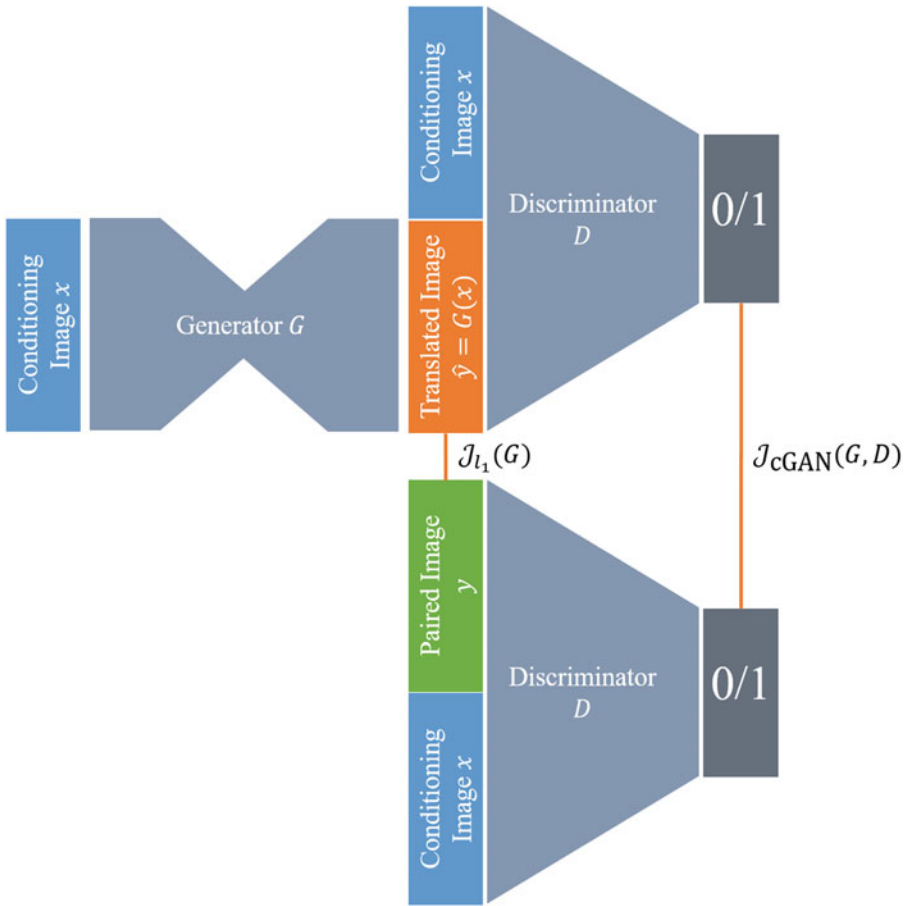 Conditioning
Image x
Generator G
Conditioning
Image x
Translated Image
ŷ = G(x)
Discriminator
D
0/1
𝒥l₁(G)
𝒥cGAN(G, D)
Paired Image
y
Conditioning
Image x
Discriminator
D
0/1